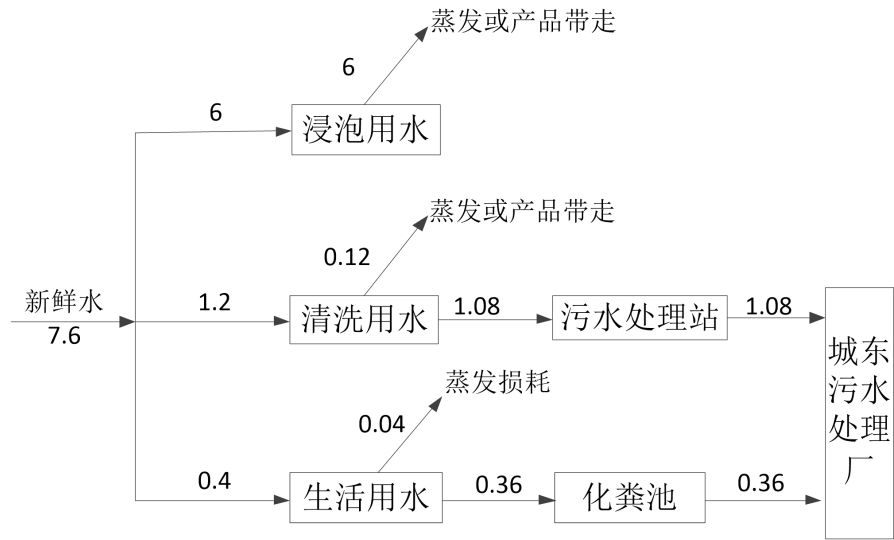 蒸发或产品带走
6
6
浸泡用水
蒸发或产品带走
0.12
新鲜水
7.6
1.2
清洗用水
1.08
污水处理站
1.08
城东
污水
处理
厂
蒸发损耗
0.04
0.4
生活用水
0.36
化粪池
0.36